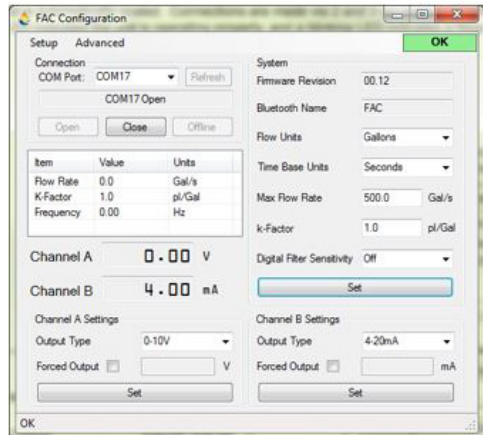 FAC Configuration
Setup Advanced
OK
Connection
COM Port: COM17 Refresh
COM17 Open
Open Close Offline
Item Value Units
Flow Rate 0.0 Gal/s
K-Factor 1.0 pl/Gal
Frequency 0.00 Hz
Channel A 0.00 V
Channel B 4.00 mA
System
Firmware Revision 00.12
Bluetooth Name FAC
Flow Units Gallons
Time Base Units Seconds
Max Flow Rate 500.0 Gal/s
k-Factor 1.0 pl/Gal
Digital Filter Sensitivity Off
Set
Channel A Settings
Output Type 0-10V
Forced Output V
Set
Channel B Settings
Output Type 4-20mA
Forced Output mA
Set
OK